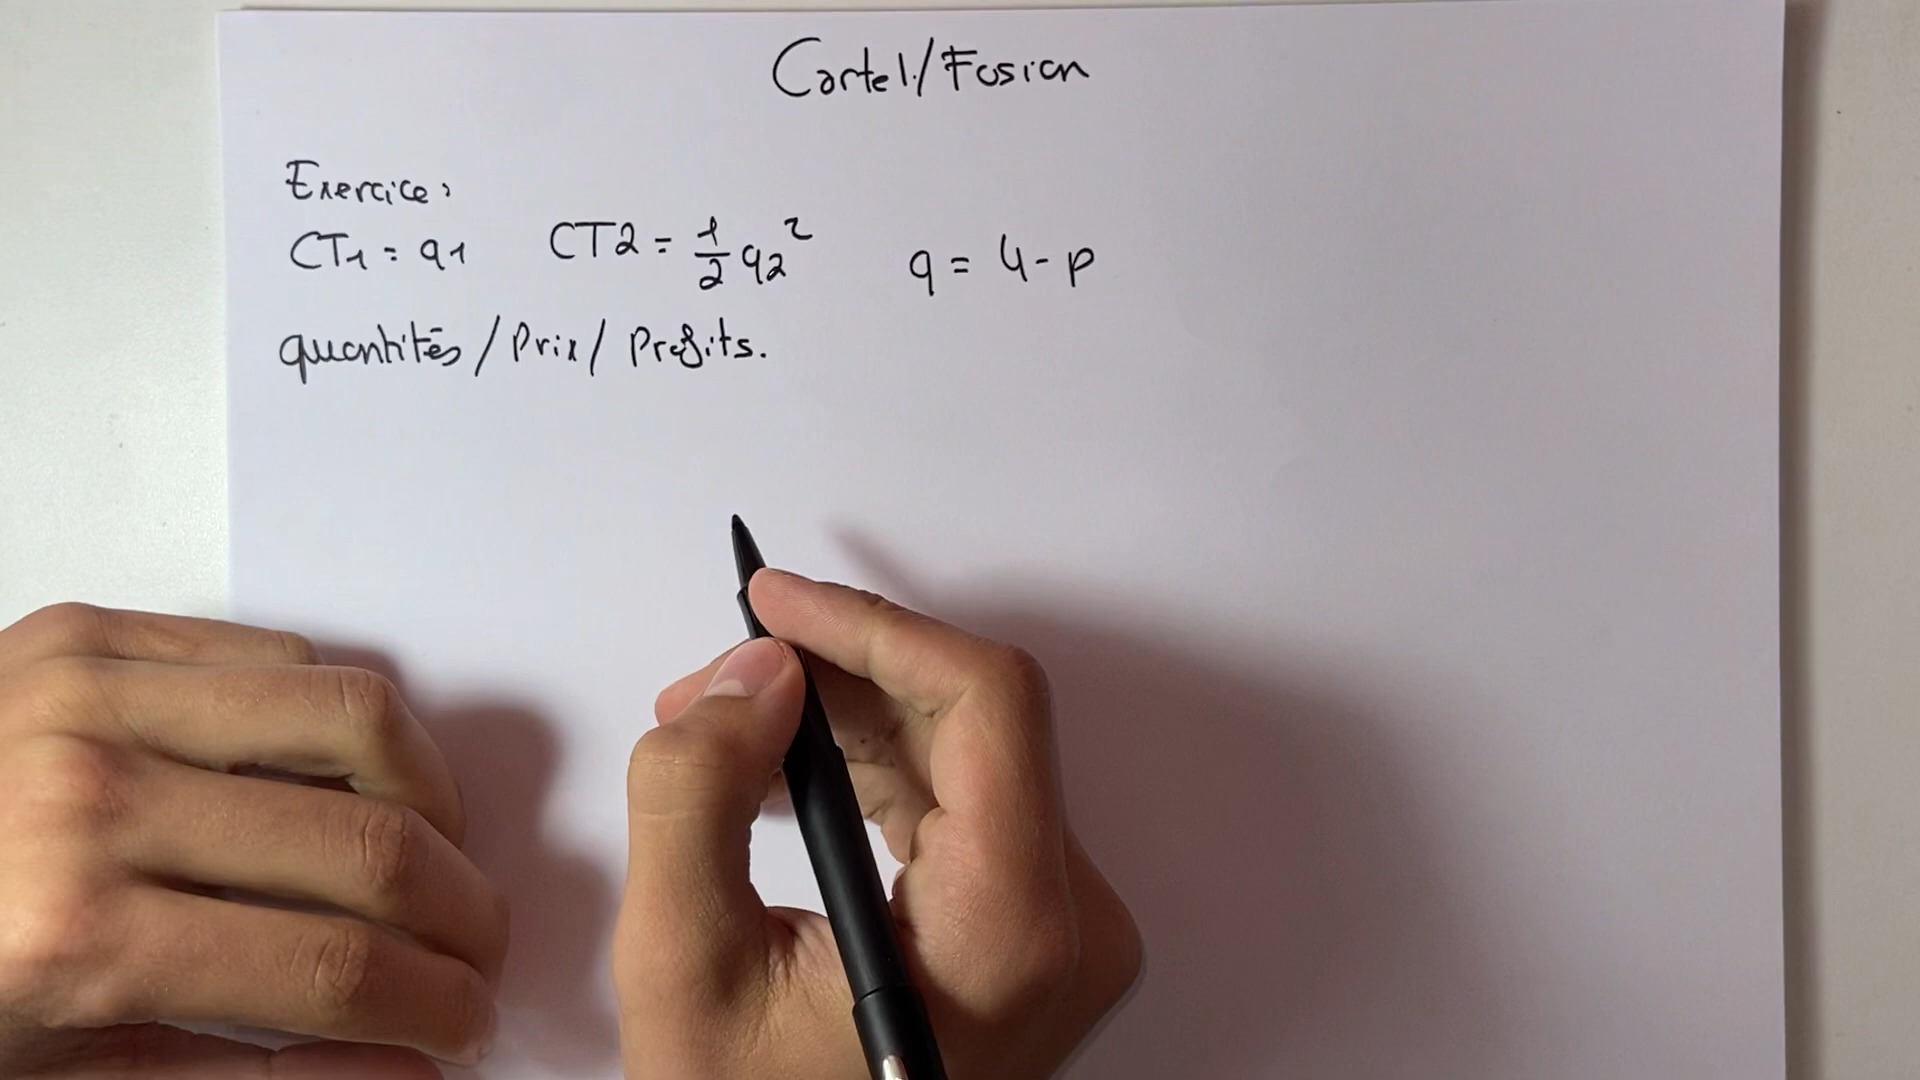 Cartel/Fusion
Exercice:
CT1 = q1 CT2 = 1/2 q2² q = 4 - p
quantités / Prix / Profits.